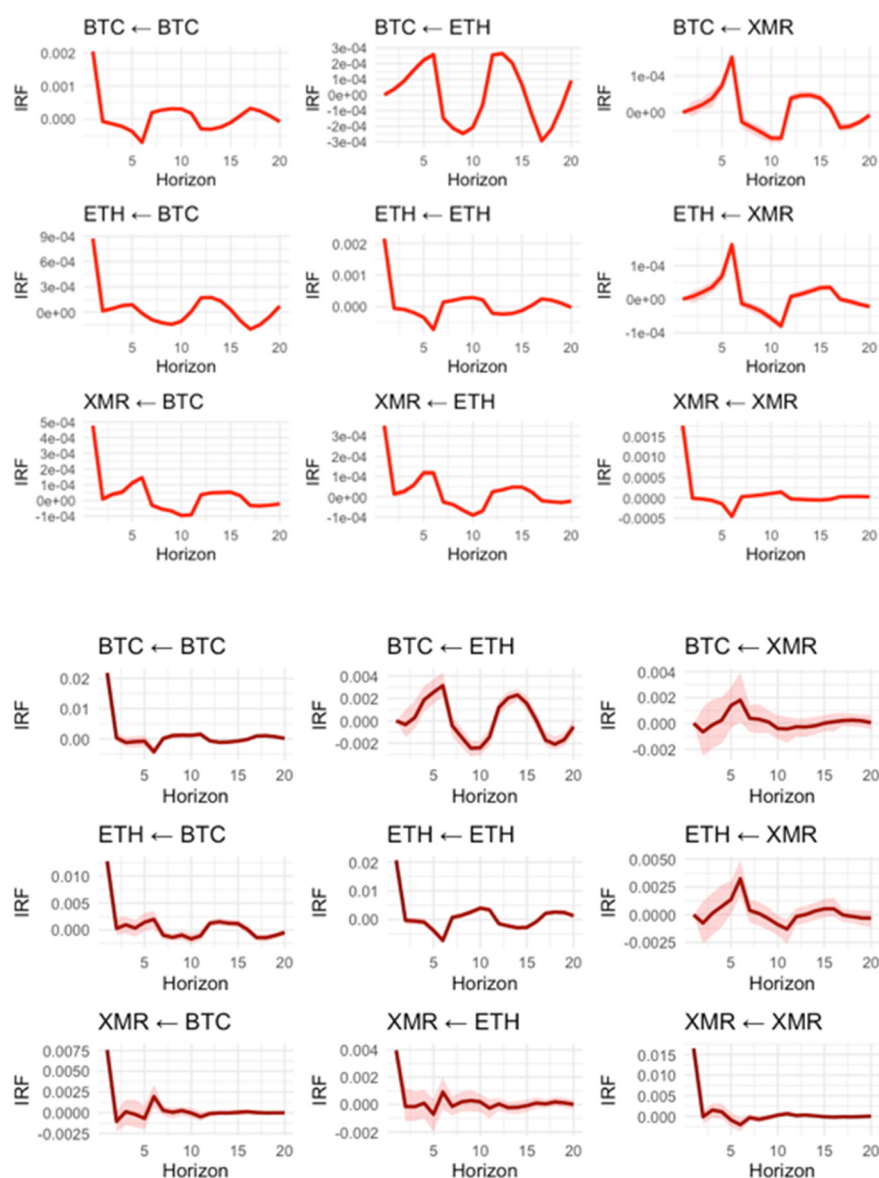 BTC ← BTC
BTC ← ETH
BTC ← XMR
IRF
0.002
0.001
0.000
5 10 15 20
Horizon
IRF
3e-04
2e-04
1e-04
0e+00
-1e-04
-2e-04
-3e-04
5 10 15 20
Horizon
IRF
1e-04
0e+00
5 10 15 20
Horizon
ETH ← BTC
ETH ← ETH
ETH ← XMR
IRF
9e-04
6e-04
3e-04
0e+00
5 10 15 20
Horizon
IRF
0.002
0.001
0.000
5 10 15 20
Horizon
IRF
1e-04
0e+00
-1e-04
5 10 15 20
Horizon
XMR ← BTC
XMR ← ETH
XMR ← XMR
IRF
5e-04
4e-04
3e-04
2e-04
1e-04
0e+00
-1e-04
5 10 15 20
Horizon
IRF
3e-04
2e-04
1e-04
0e+00
-1e-04
5 10 15 20
Horizon
IRF
0.0015
0.0010
0.0005
0.0000
-0.0005
5 10 15 20
Horizon
BTC ← BTC
BTC ← ETH
BTC ← XMR
IRF
0.02
0.01
0.00
5 10 15 20
Horizon
IRF
0.004
0.002
0.000
-0.002
5 10 15 20
Horizon
IRF
0.004
0.002
0.000
-0.002
5 10 15 20
Horizon
ETH ← BTC
ETH ← ETH
ETH ← XMR
IRF
0.010
0.005
0.000
5 10 15 20
Horizon
IRF
0.02
0.01
0.00
5 10 15 20
Horizon
IRF
0.0050
0.0025
0.0000
-0.0025
5 10 15 20
Horizon
XMR ← BTC
XMR ← ETH
XMR ← XMR
IRF
0.0075
0.0050
0.0025
0.0000
-0.0025
5 10 15 20
Horizon
IRF
0.004
0.002
0.000
-0.002
5 10 15 20
Horizon
IRF
0.015
0.010
0.005
0.000
5 10 15 20
Horizon